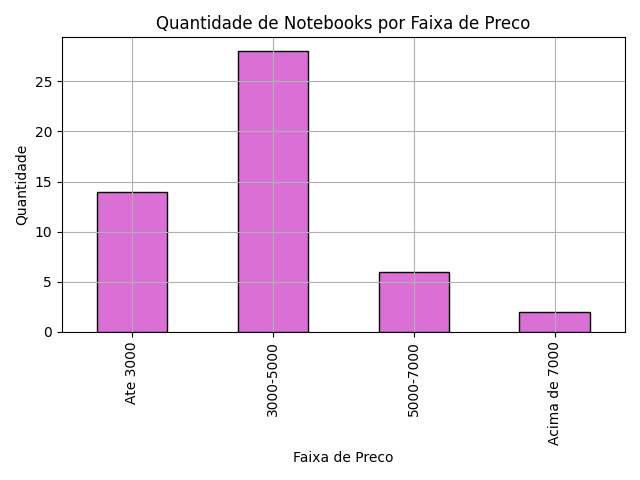 Quantidade de Notebooks por Faixa de Preco
Quantidade
25
20
15
10
5
0
Ate 3000
3000-5000
5000-7000
Acima de 7000
Faixa de Preco